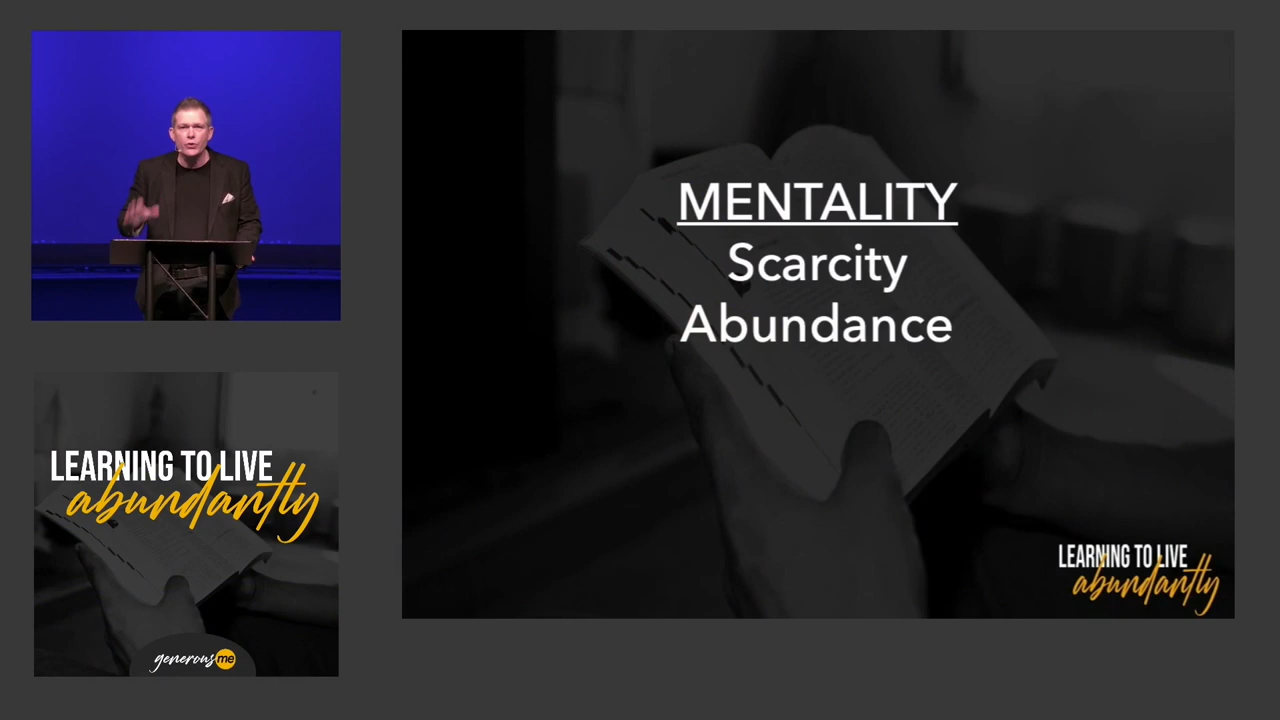 MENTALITY
Scarcity
Abundance
LEARNING TO LIVE
abundantly
generous me
LEARNING TO LIVE
abundantly